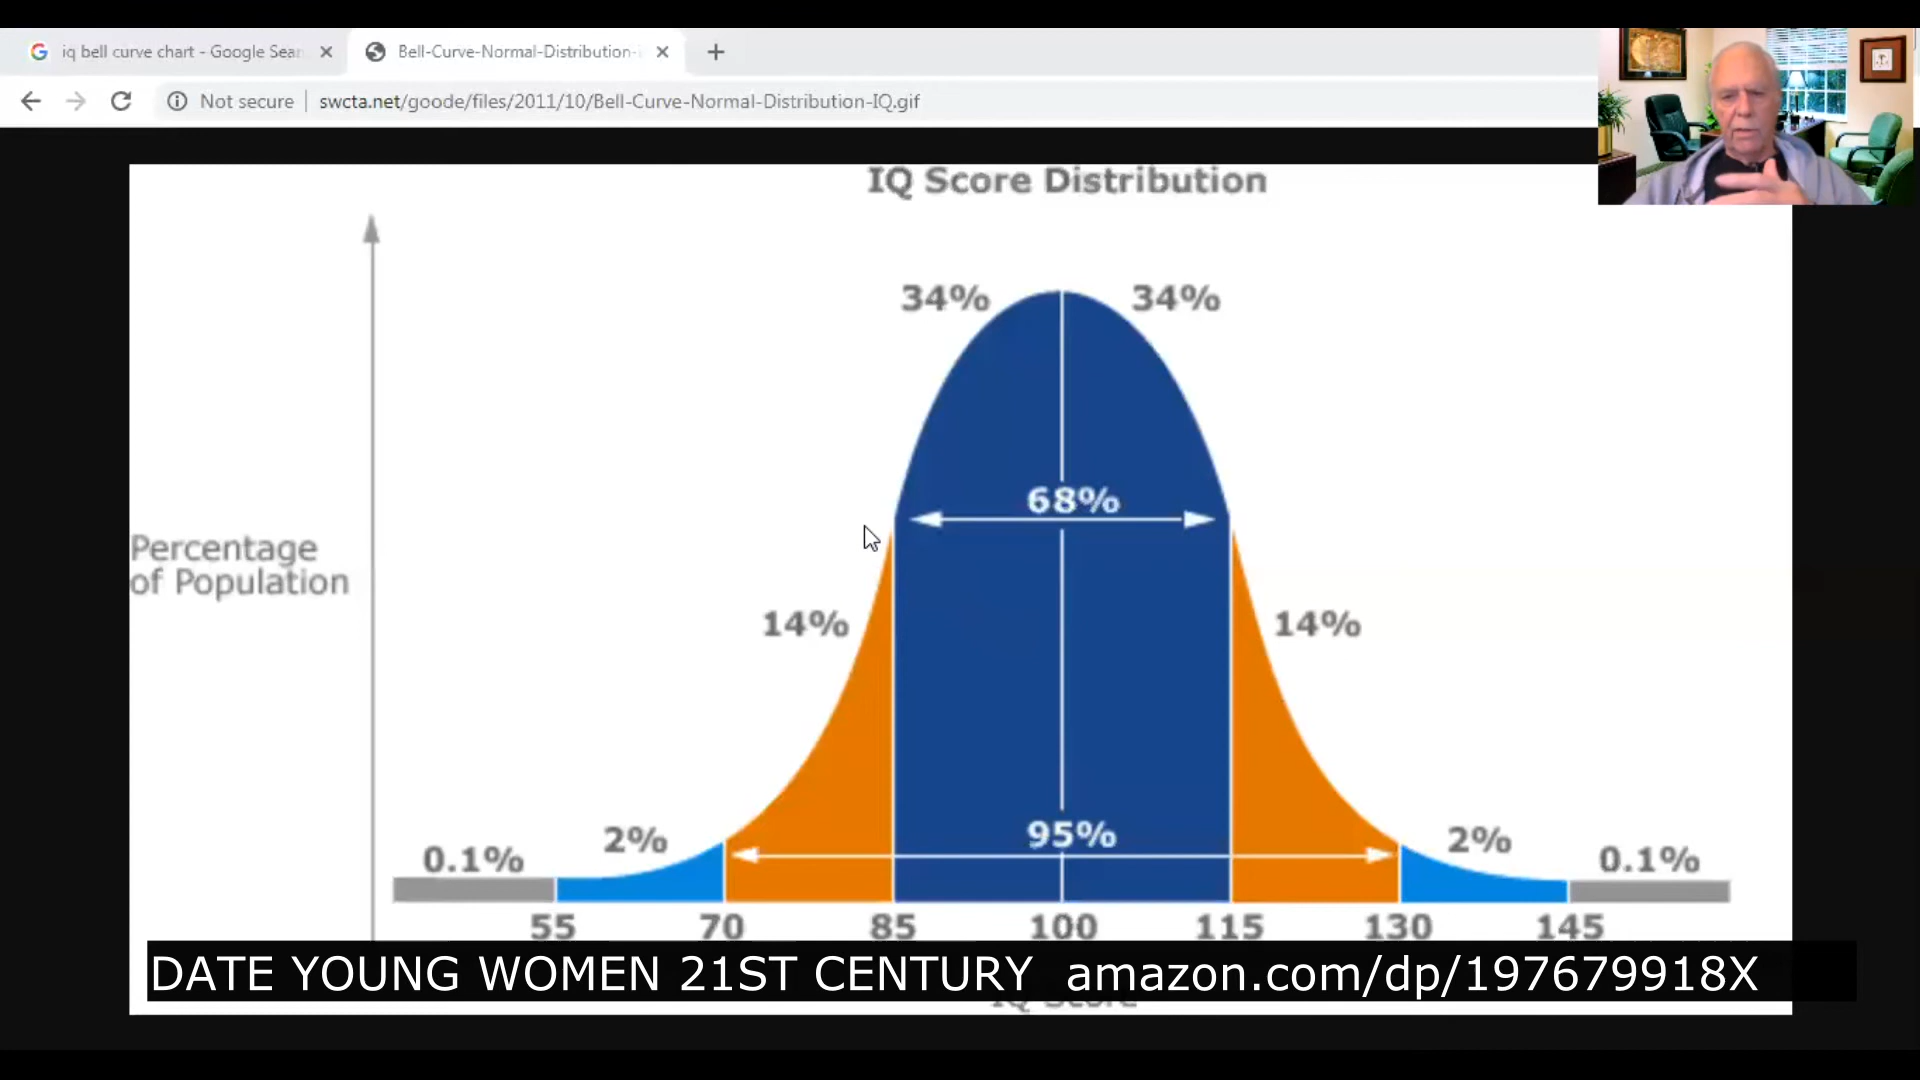 iq bell curve chart - Google Sear
Bell-Curve-Normal-Distribution-
Not secure
swcta.net/goode/files/2011/10/Bell-Curve-Normal-Distribution-IQ.gif
IQ Score Distribution
34%
34%
68%
Percentage
of Population
14%
14%
95%
2%
2%
0.1%
0.1%
55
70
85
100
115
130
145
DATE YOUNG WOMEN 21ST CENTURY amazon.com/dp/197679918X
IQ Score